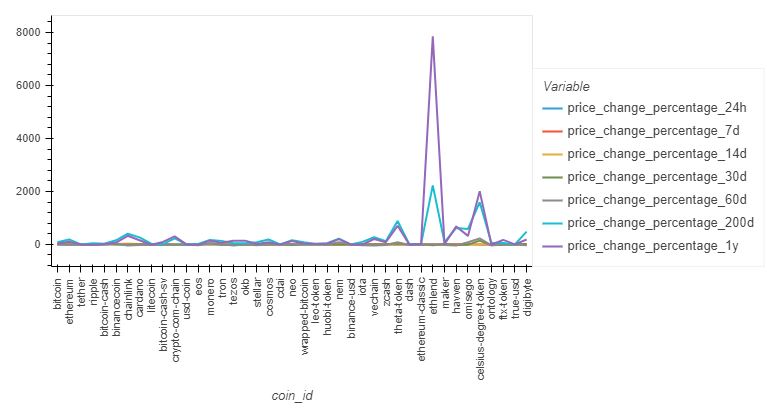 8000
6000
4000
2000
0
bitcoin
ethereum
tether
ripple
bitcoin-cash
binancecoin
chainlink
cardano
litecoin
bitcoin-cash-sv
crypto-com-chain
usd-coin
eos
monero
tron
tezos
okb
stellar
cosmos
cdai
neo
wrapped-bitcoin
leo-token
huobi-token
nem
binance-usd
iota
vechain
zcash
theta-token
dash
ethereum-classic
ethlend
maker
havven
omisego
celsius-degree-token
ontology
ftx-token
true-usd
digibyte
coin_id
Variable
price_change_percentage_24h
price_change_percentage_7d
price_change_percentage_14d
price_change_percentage_30d
price_change_percentage_60d
price_change_percentage_200d
price_change_percentage_1y